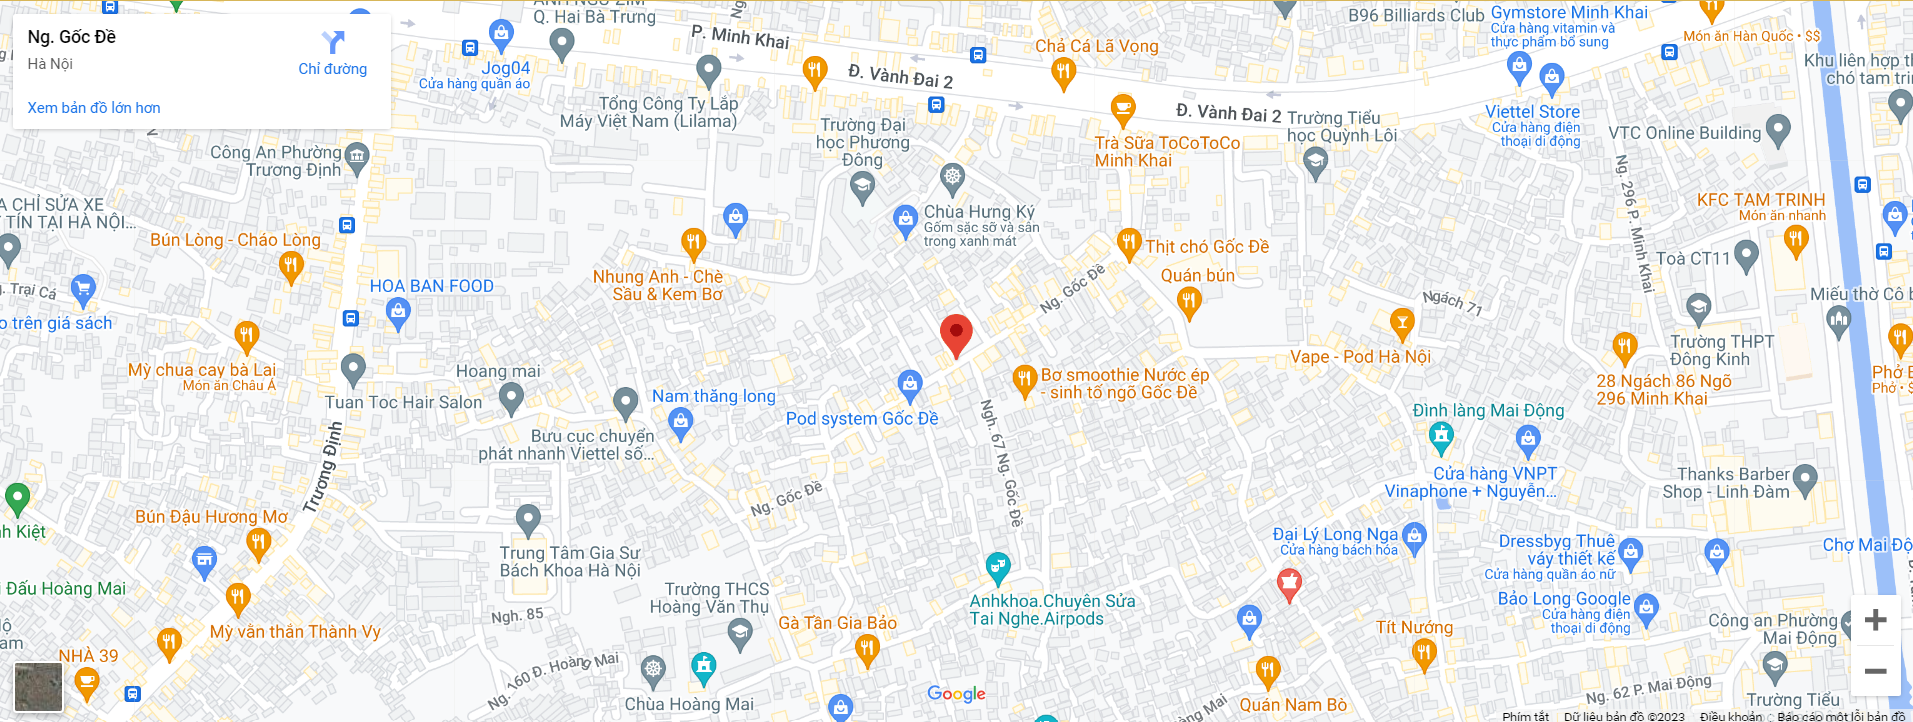 Ng. Gốc Đề
Hà Nội
Chỉ đường
Xem bản đồ lớn hơn
Q. Hai Bà Trưng
P. Minh Khai
B96 Billiards Club
Gymstore Minh Khai
Cửa hàng vitamin và
thực phẩm bổ sung
Món ăn Hàn Quốc • $$
Jog04
Cửa hàng quần áo
Chả Cá Lã Vọng
Đ. Vành Đai 2
Đ. Vành Đai 2
Khu liên hợp th
chó tam trin
Tổng Công Ty Lắp
Máy Việt Nam (Lilama)
Trường Đại
học Phương
Đông
Trà Sữa ToCoToCo
Minh Khai
Trường Tiểu
học Quỳnh Lôi
Viettel Store
Cửa hàng điện
thoại di động
VTC Online Building
Công An Phường
Trương Định
Ng. 296 P. Minh Khai
A CHỈ SỬA XE
TÍN TẠI HÀ NỘI...
Chùa Hưng Ký
Gốm sặc sỡ và sân
trong xanh mát
KFC TAM TRINH
Món ăn nhanh
Bún Lòng - Cháo Lòng
Thịt chó Gốc Đề
Quán bún
Toà CT11
Nhung Anh - Chè
Sầu & Kem Bơ
Ng. Gốc Đề
Ngách 71
Miếu thờ Cô b
g. Trại Cá
HOA BAN FOOD
o trên giá sách
Trường THPT
Đông Kinh
Vape - Pod Hà Nội
Mỳ chua cay bà Lai
Món ăn Châu Á
Hoang mai
Bơ smoothie Nước ép
- sinh tố ngõ Gốc Đề
28 Ngách 86 Ngõ
296 Minh Khai
Phở B
Phở • $
Tuan Toc Hair Salon
Nam thăng long
Pod system Gốc Đề
Đình làng Mai Động
Bưu cục chuyển
phát nhanh Viettel số...
Trương Định
Ngh. 67 Ng. Gốc Đề
Cửa hàng VNPT
Vinaphone + Nguyễn...
Thanks Barber
Shop - Linh Đàm
Ng. Gốc Đề
Bún Đậu Hương Mơ
nh Kiệt
Trung Tâm Gia Sư
Bách Khoa Hà Nội
Đại Lý Long Nga
Cửa hàng bách hóa
Dressbyg Thuê
váy thiết kế
Cửa hàng quần áo nữ
Chợ Mai Độ
i Đấu Hoàng Mai
Trường THCS
Hoàng Văn Thụ
Anhkhoa.Chuyên Sửa
Tai Nghe.Airpods
Bảo Long Google
Cửa hàng điện
thoại di động
Ngh. 85
Mỳ vằn thắn Thành Vy
Gà Tần Gia Bảo
Tít Nướng
Công an Phường
Mai Động
NHÀ 39
Ng. 160 Đ. Hoàng Mai
Chùa Hoàng Mai
Google
Quán Nam Bò
Ng. 62 P. Mai Động
Trường Tiểu
Phím tắt
Dữ liệu bản đồ ©2023
Điều khoản
Báo cáo một lỗi bản đồ